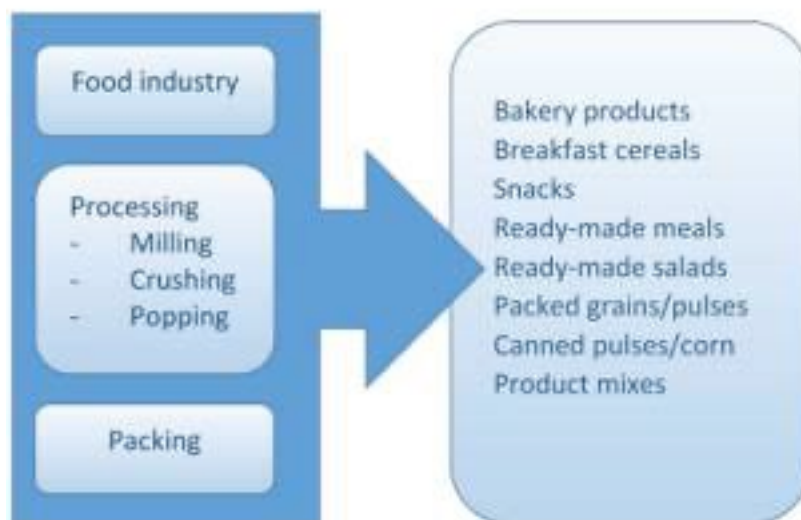 Food industry
Processing
- Milling
- Crushing
- Popping
Packing
Bakery products
Breakfast cereals
Snacks
Ready-made meals
Ready-made salads
Packed grains/pulses
Canned pulses/corn
Product mixes